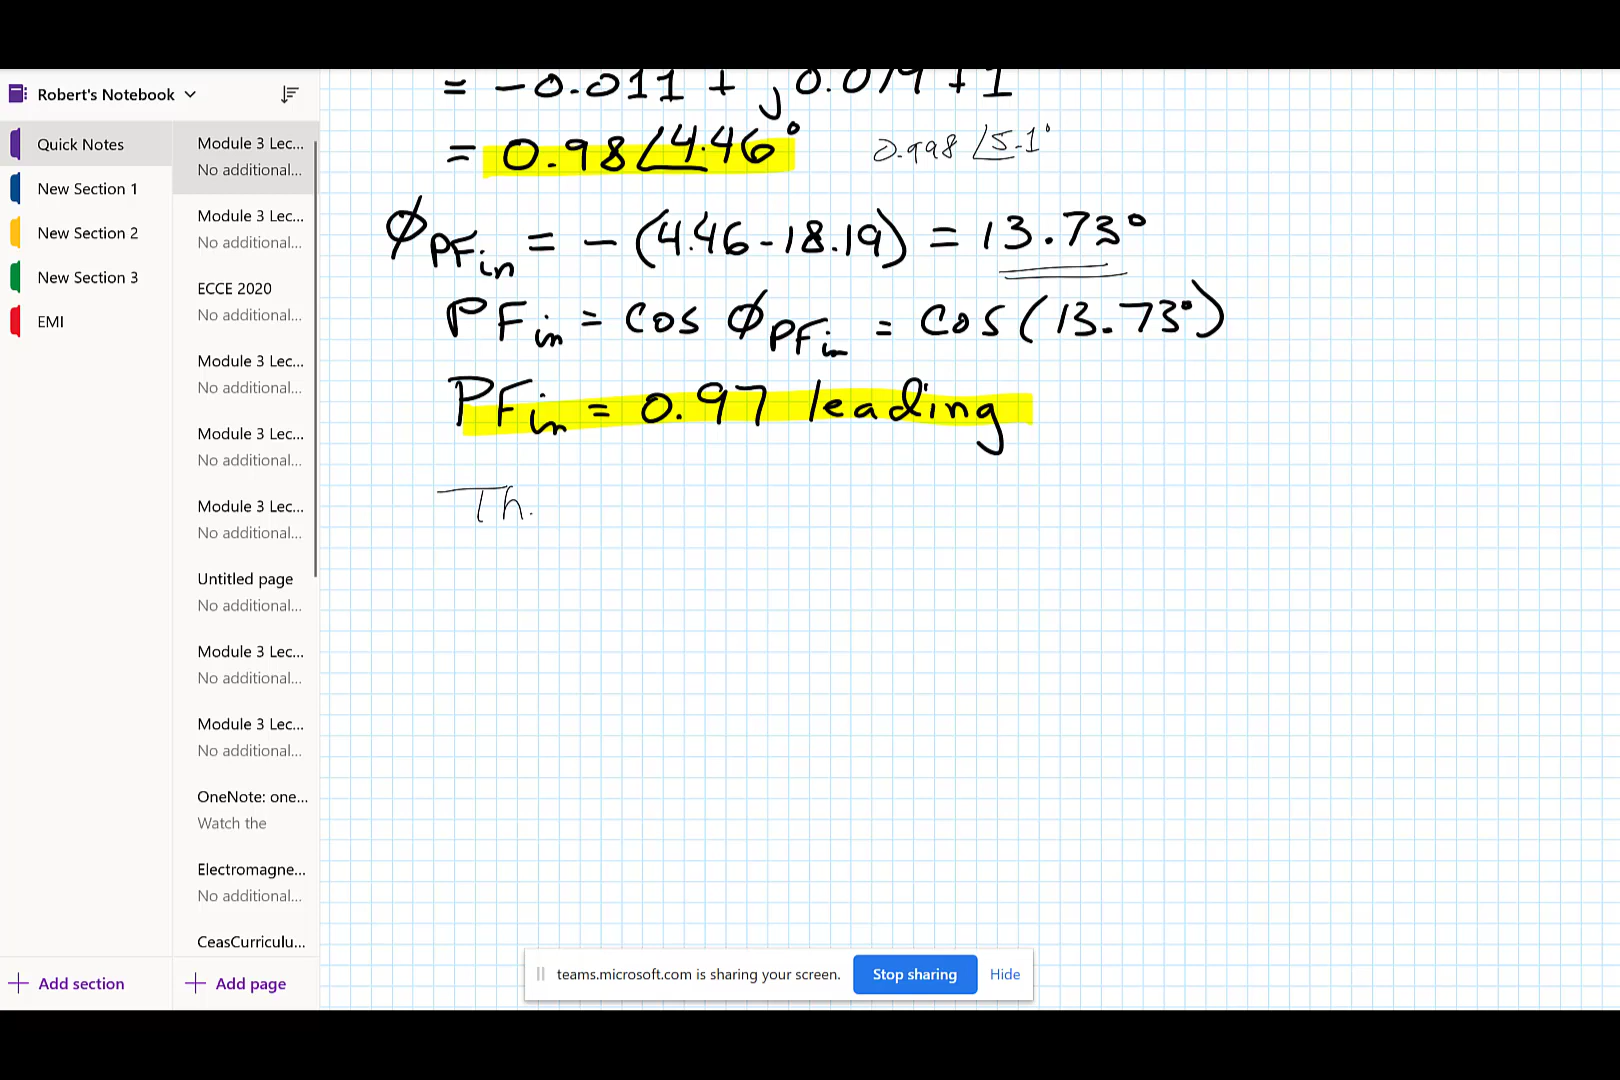 Robert's Notebook
Quick Notes
New Section 1
New Section 2
New Section 3
EMI
Add section
Module 3 Lec...
No additional...
Module 3 Lec...
No additional...
ECCE 2020
No additional...
Module 3 Lec...
No additional...
Module 3 Lec...
No additional...
Module 3 Lec...
No additional...
Untitled page
No additional...
Module 3 Lec...
No additional...
Module 3 Lec...
No additional...
OneNote: one...
Watch the
Electromagne...
No additional...
CeasCurriculu...
Add page
= -0.011 + j0.079 + 1
= 0.98∠4.46° 0.998 ∠5.1°
ϕPFin = - (4.46-18.19) = 13.73°
PFin = cos ϕPFin = cos(13.73°)
PFin = 0.97 leading
Th.
teams.microsoft.com is sharing your screen. Stop sharing Hide